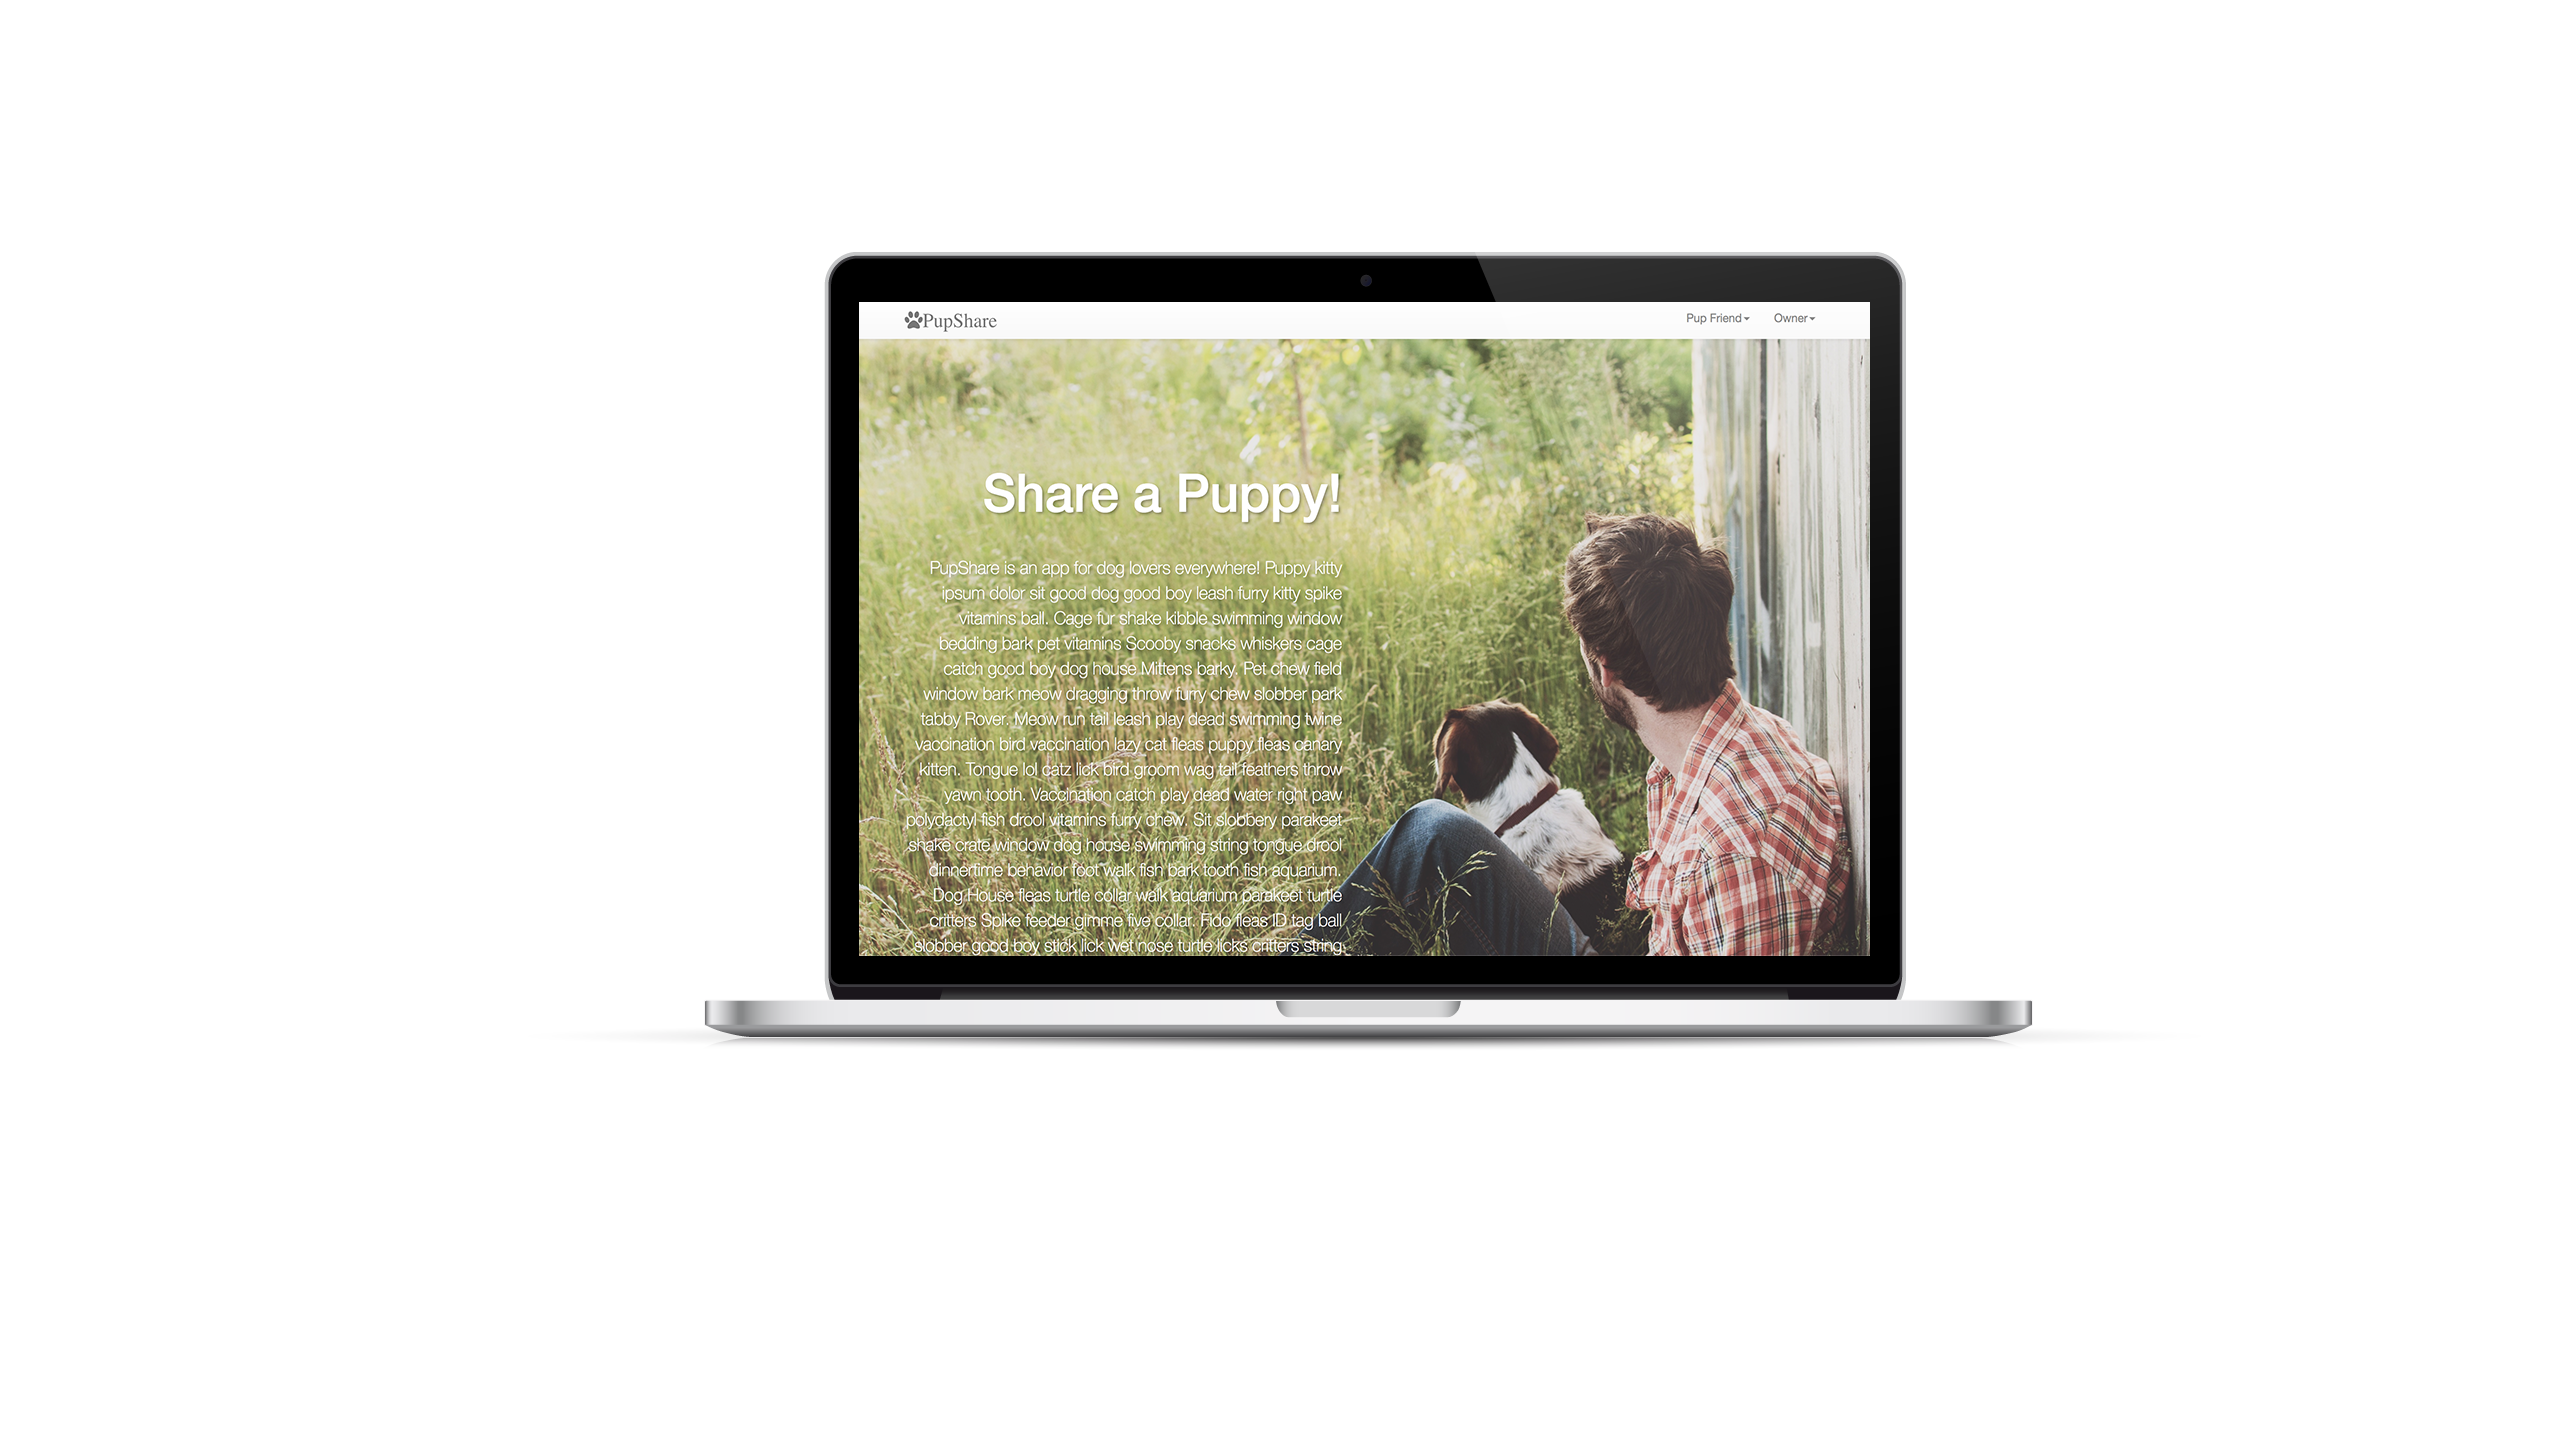 PupShare
Pup Friend
Owner
Share a Puppy!
PupShare is an app for dog lovers everywhere! Puppy kitty
ipsum dolor sit good dog good boy leash furry kitty spike
vitamins ball. Cage fur shake kibble swimming window
bedding bark pet vitamins Scooby snacks whiskers cage
catch good boy dog house Mittens barky. Pet chew field
window bark meow dragging throw furry chew slobber park
tabby Rover. Meow run tail leash play dead swimming twine
vaccination bird vaccination lazy cat fleas puppy fleas canary
kitten. Tongue lol catz lick bird groom wag tail feathers throw
yawn tooth. Vaccination catch play dead water right paw
polydactyl fish drool vitamins furry chew. Sit slobbery parakeet
shake crate window dog house swimming string tongue drool
dinnertime behavior foot walk fish bark tooth fish aquarium.
Dog House fleas turtle collar walk aquarium parakeet turtle
critters Spike feeder gimme five collar. Fido fleas ID tag ball
slobber good boy stick lick wet nose turtle licks critters string